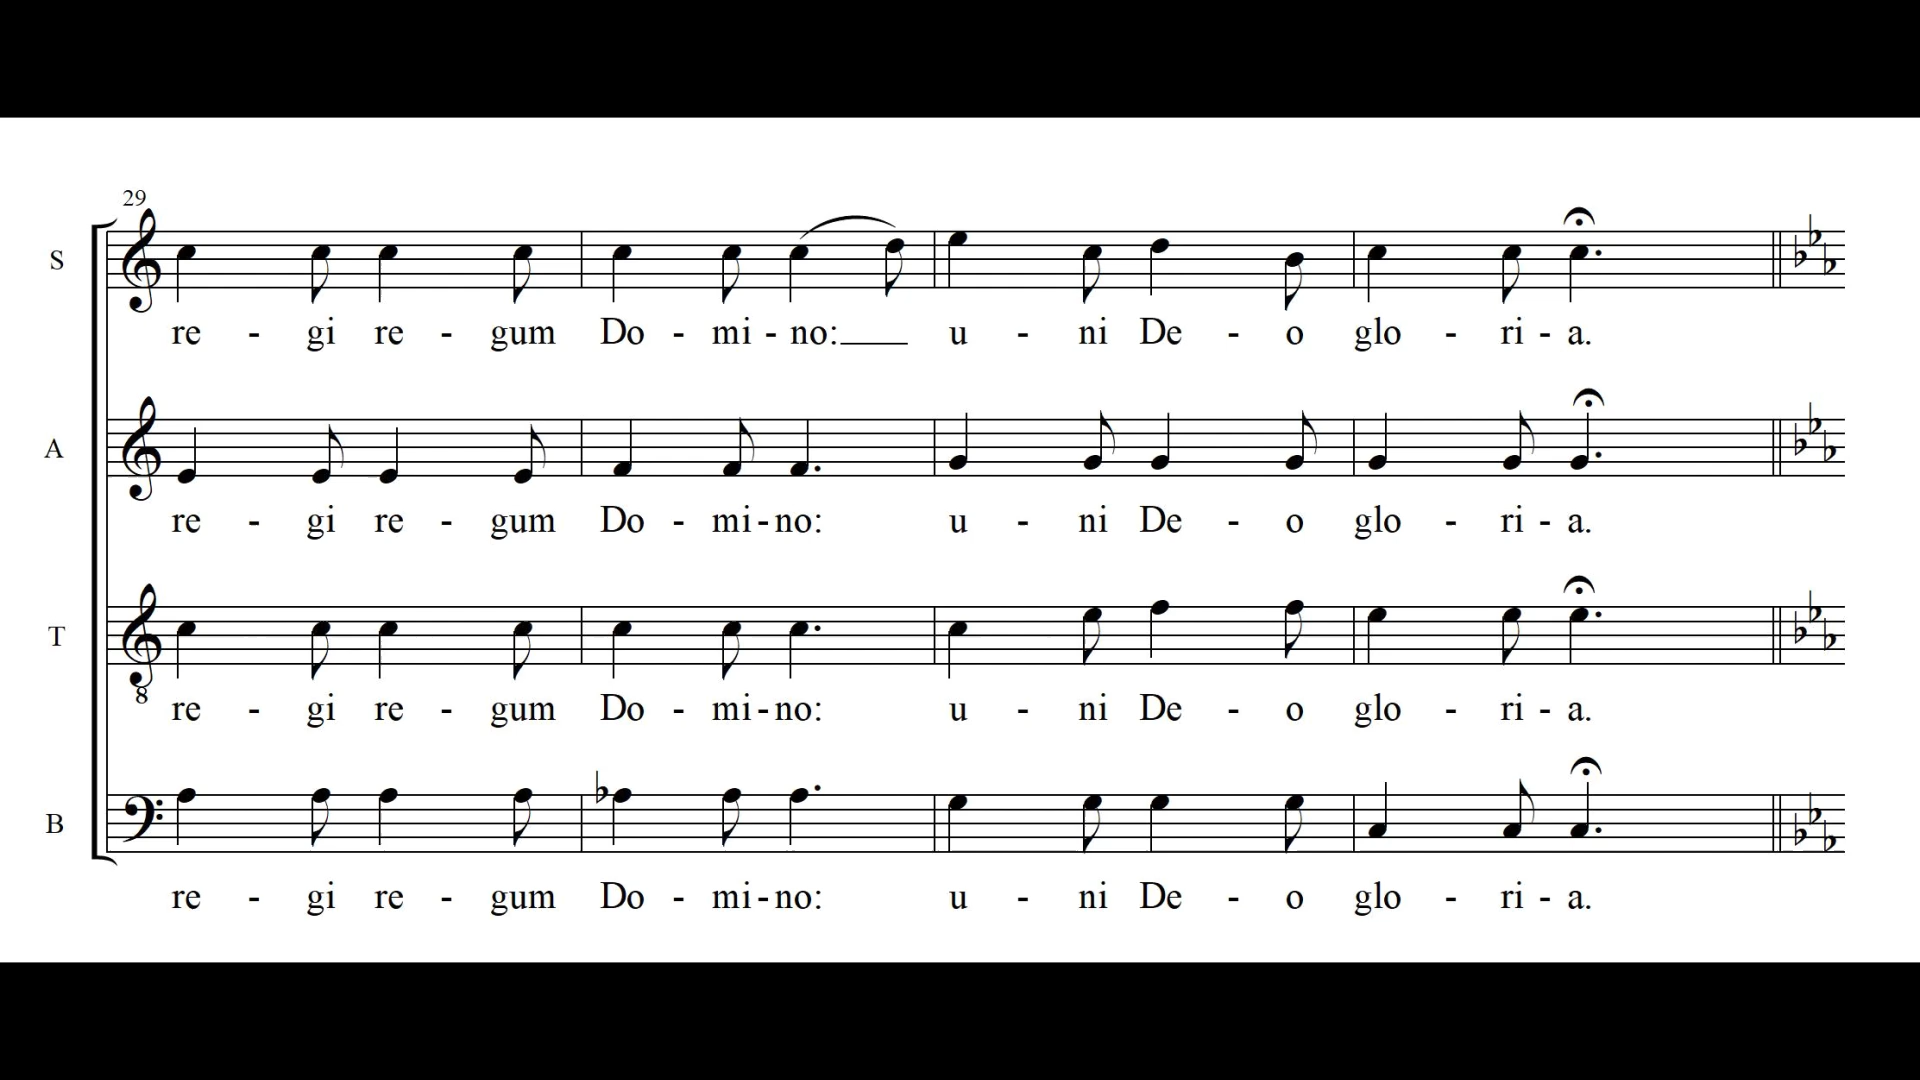 29
S
re - gi re - gum Do - mi - no: u - ni De - o glo - ri - a.
A
re - gi re - gum Do - mi - no: u - ni De - o glo - ri - a.
T
8
re - gi re - gum Do - mi - no: u - ni De - o glo - ri - a.
B
re - gi re - gum Do - mi - no: u - ni De - o glo - ri - a.